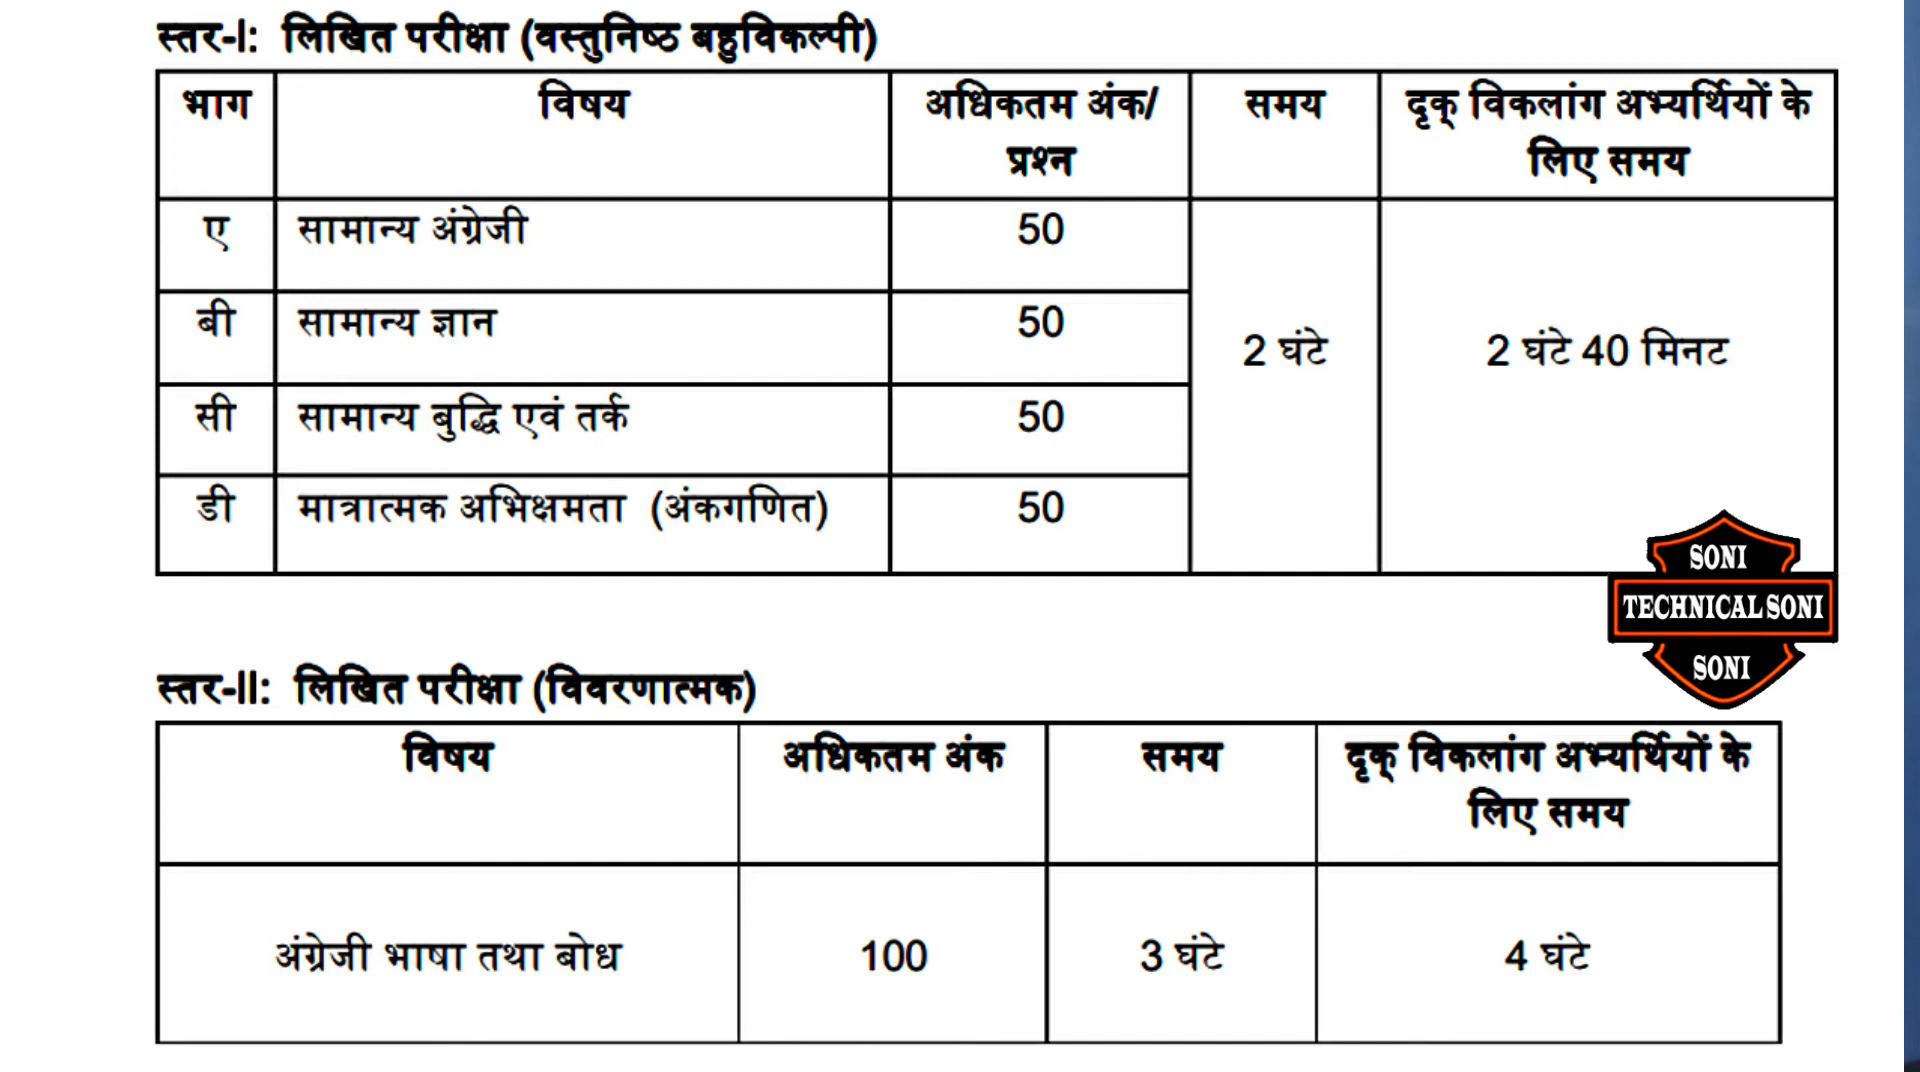 स्तर-I: लिखित परीक्षा (वस्तुनिष्ठ बहुविकल्पी)
भाग विषय अधिकतम अंक/ समय दृक् विकलांग अभ्यर्थियों के
प्रश्न लिए समय
ए सामान्य अंग्रेजी 50
बी सामान्य ज्ञान 50
2 घंटे 2 घंटे 40 मिनट
सी सामान्य बुद्धि एवं तर्क 50
डी मात्रात्मक अभिक्षमता (अंकगणित) 50
SONI
TECHNICAL SONI
SONI
स्तर-II: लिखित परीक्षा (विवरणात्मक)
विषय अधिकतम अंक समय दृक् विकलांग अभ्यर्थियों के
लिए समय
अंग्रेजी भाषा तथा बोध 100 3 घंटे 4 घंटे